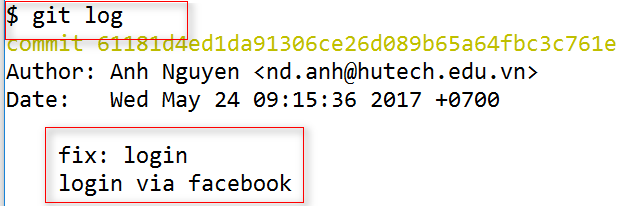 $ git log
commit 61181d4ed1da91306ce26d089b65a64fbc3c761e
Author: Anh Nguyen <nd.anh@hutech.edu.vn>
Date:   Wed May 24 09:15:36 2017 +0700
fix: login
login via facebook